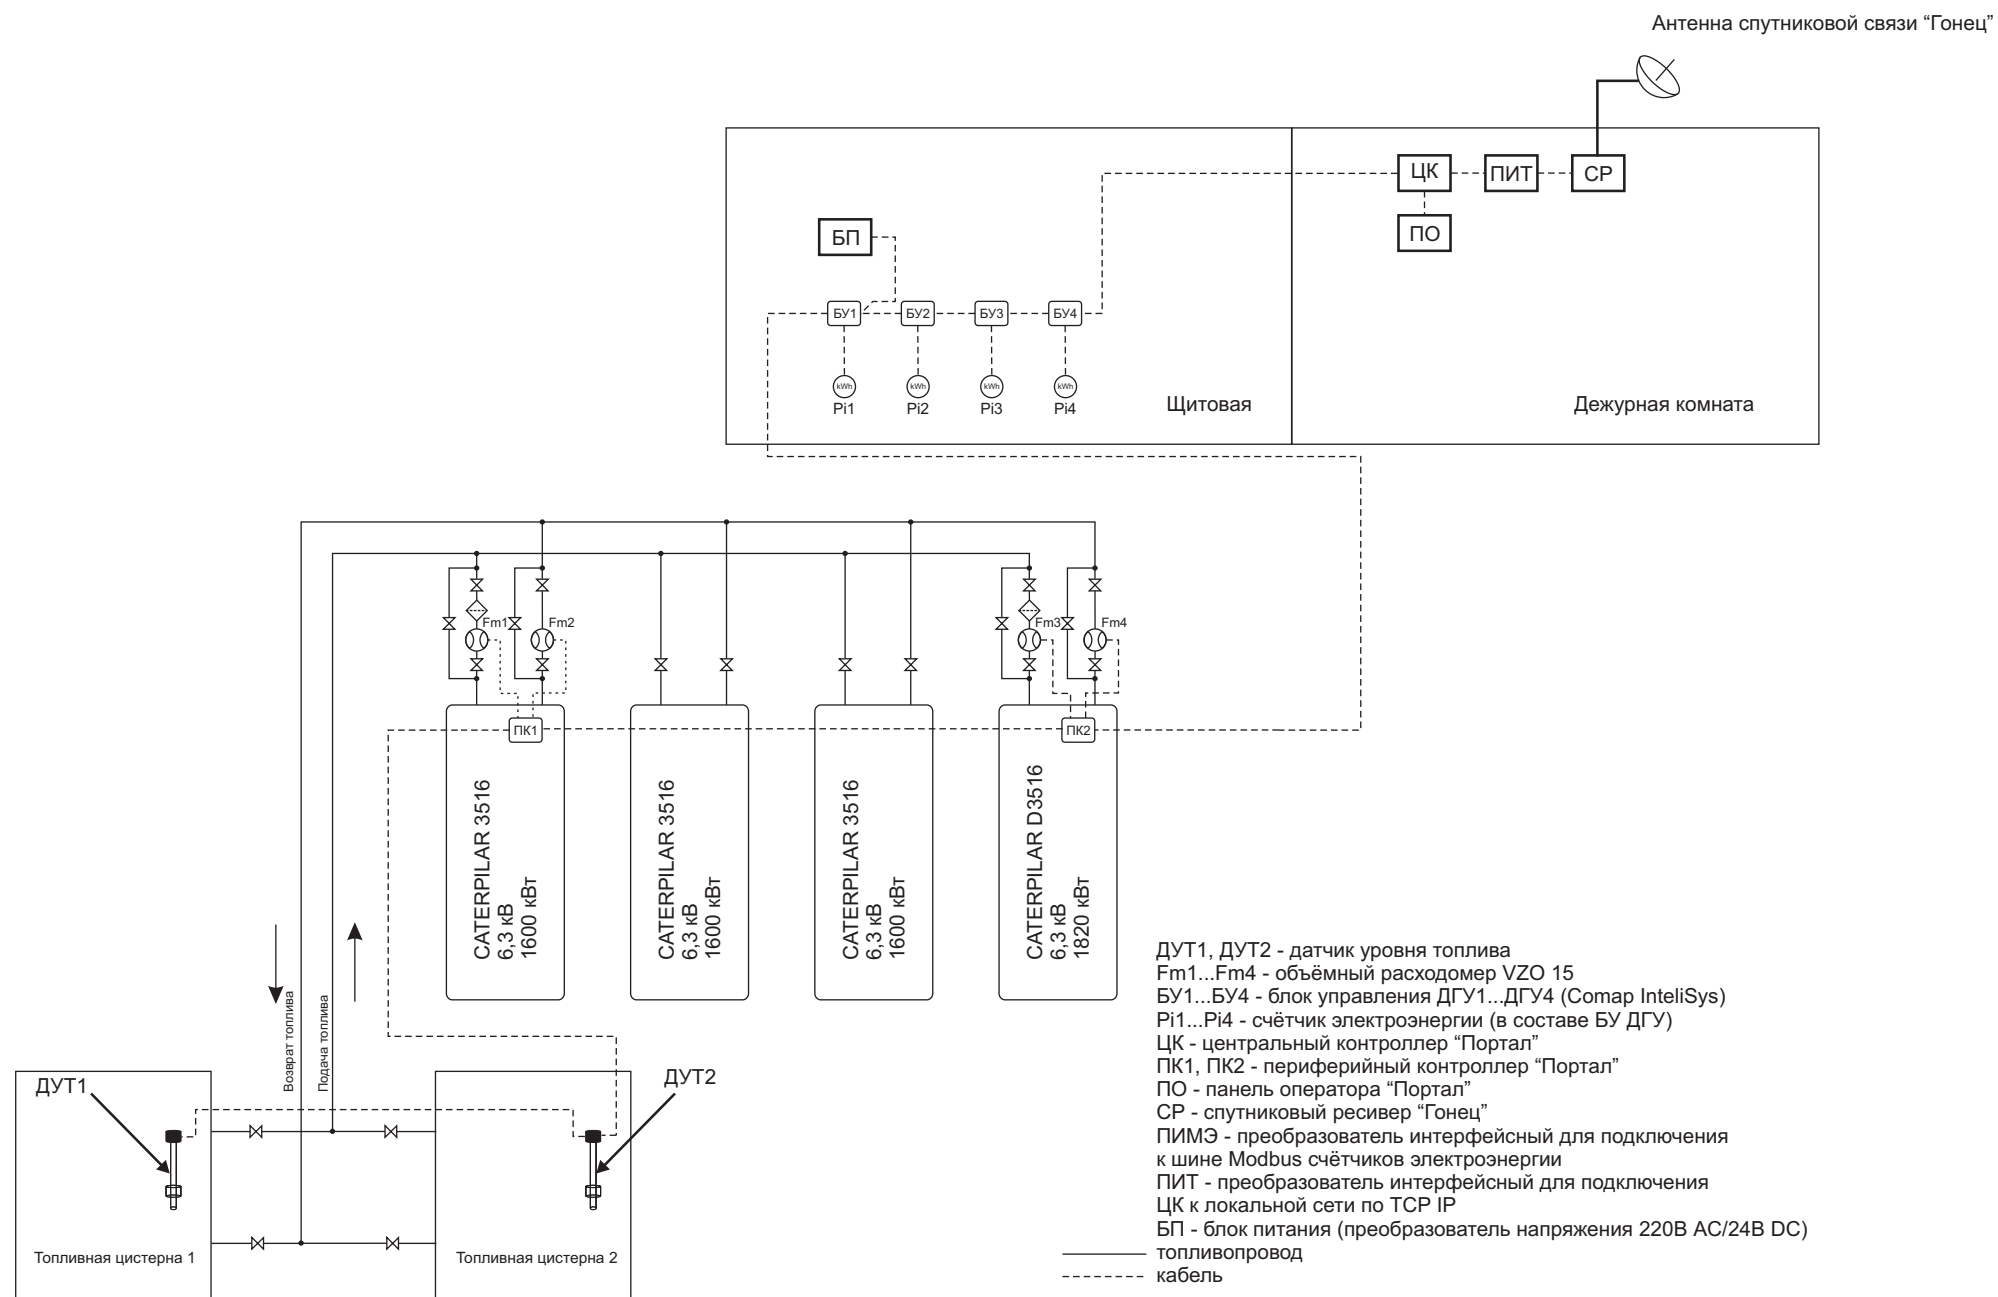 Антенна спутниковой связи “Гонец”
ЦК
ПИТ
СР
ПО
БП
БУ1
БУ2
БУ3
БУ4
kWh
kWh
kWh
kWh
Pi1
Pi2
Pi3
Pi4
Щитовая
Дежурная комната
Fm1
Fm2
Fm3
Fm4
ПК1
ПК2
CATERPILAR 3516
6,3 кВ
1600 кВт
CATERPILAR 3516
6,3 кВ
1600 кВт
CATERPILAR 3516
6,3 кВ
1600 кВт
CATERPILAR D3516
6,3 кВ
1820 кВт
Возврат топлива
Подача топлива
ДУТ1
ДУТ2
Топливная цистерна 1
Топливная цистерна 2
ДУТ1, ДУТ2 - датчик уровня топлива
Fm1...Fm4 - объёмный расходомер VZO 15
БУ1...БУ4 - блок управления ДГУ1...ДГУ4 (Comap InteliSys)
Pi1...Pi4 - счётчик электроэнергии (в составе БУ ДГУ)
ЦК - центральный контроллер “Портал”
ПК1, ПК2 - периферийный контроллер “Портал”
ПО - панель оператора “Портал”
СР - спутниковый ресивер “Гонец”
ПИМЭ - преобразователь интерфейсный для подключения
к шине Modbus счётчиков электроэнергии
ПИТ - преобразователь интерфейсный для подключения
ЦК к локальной сети по TCP IP
БП - блок питания (преобразователь напряжения 220В AC/24В DC)
топливопровод
кабель